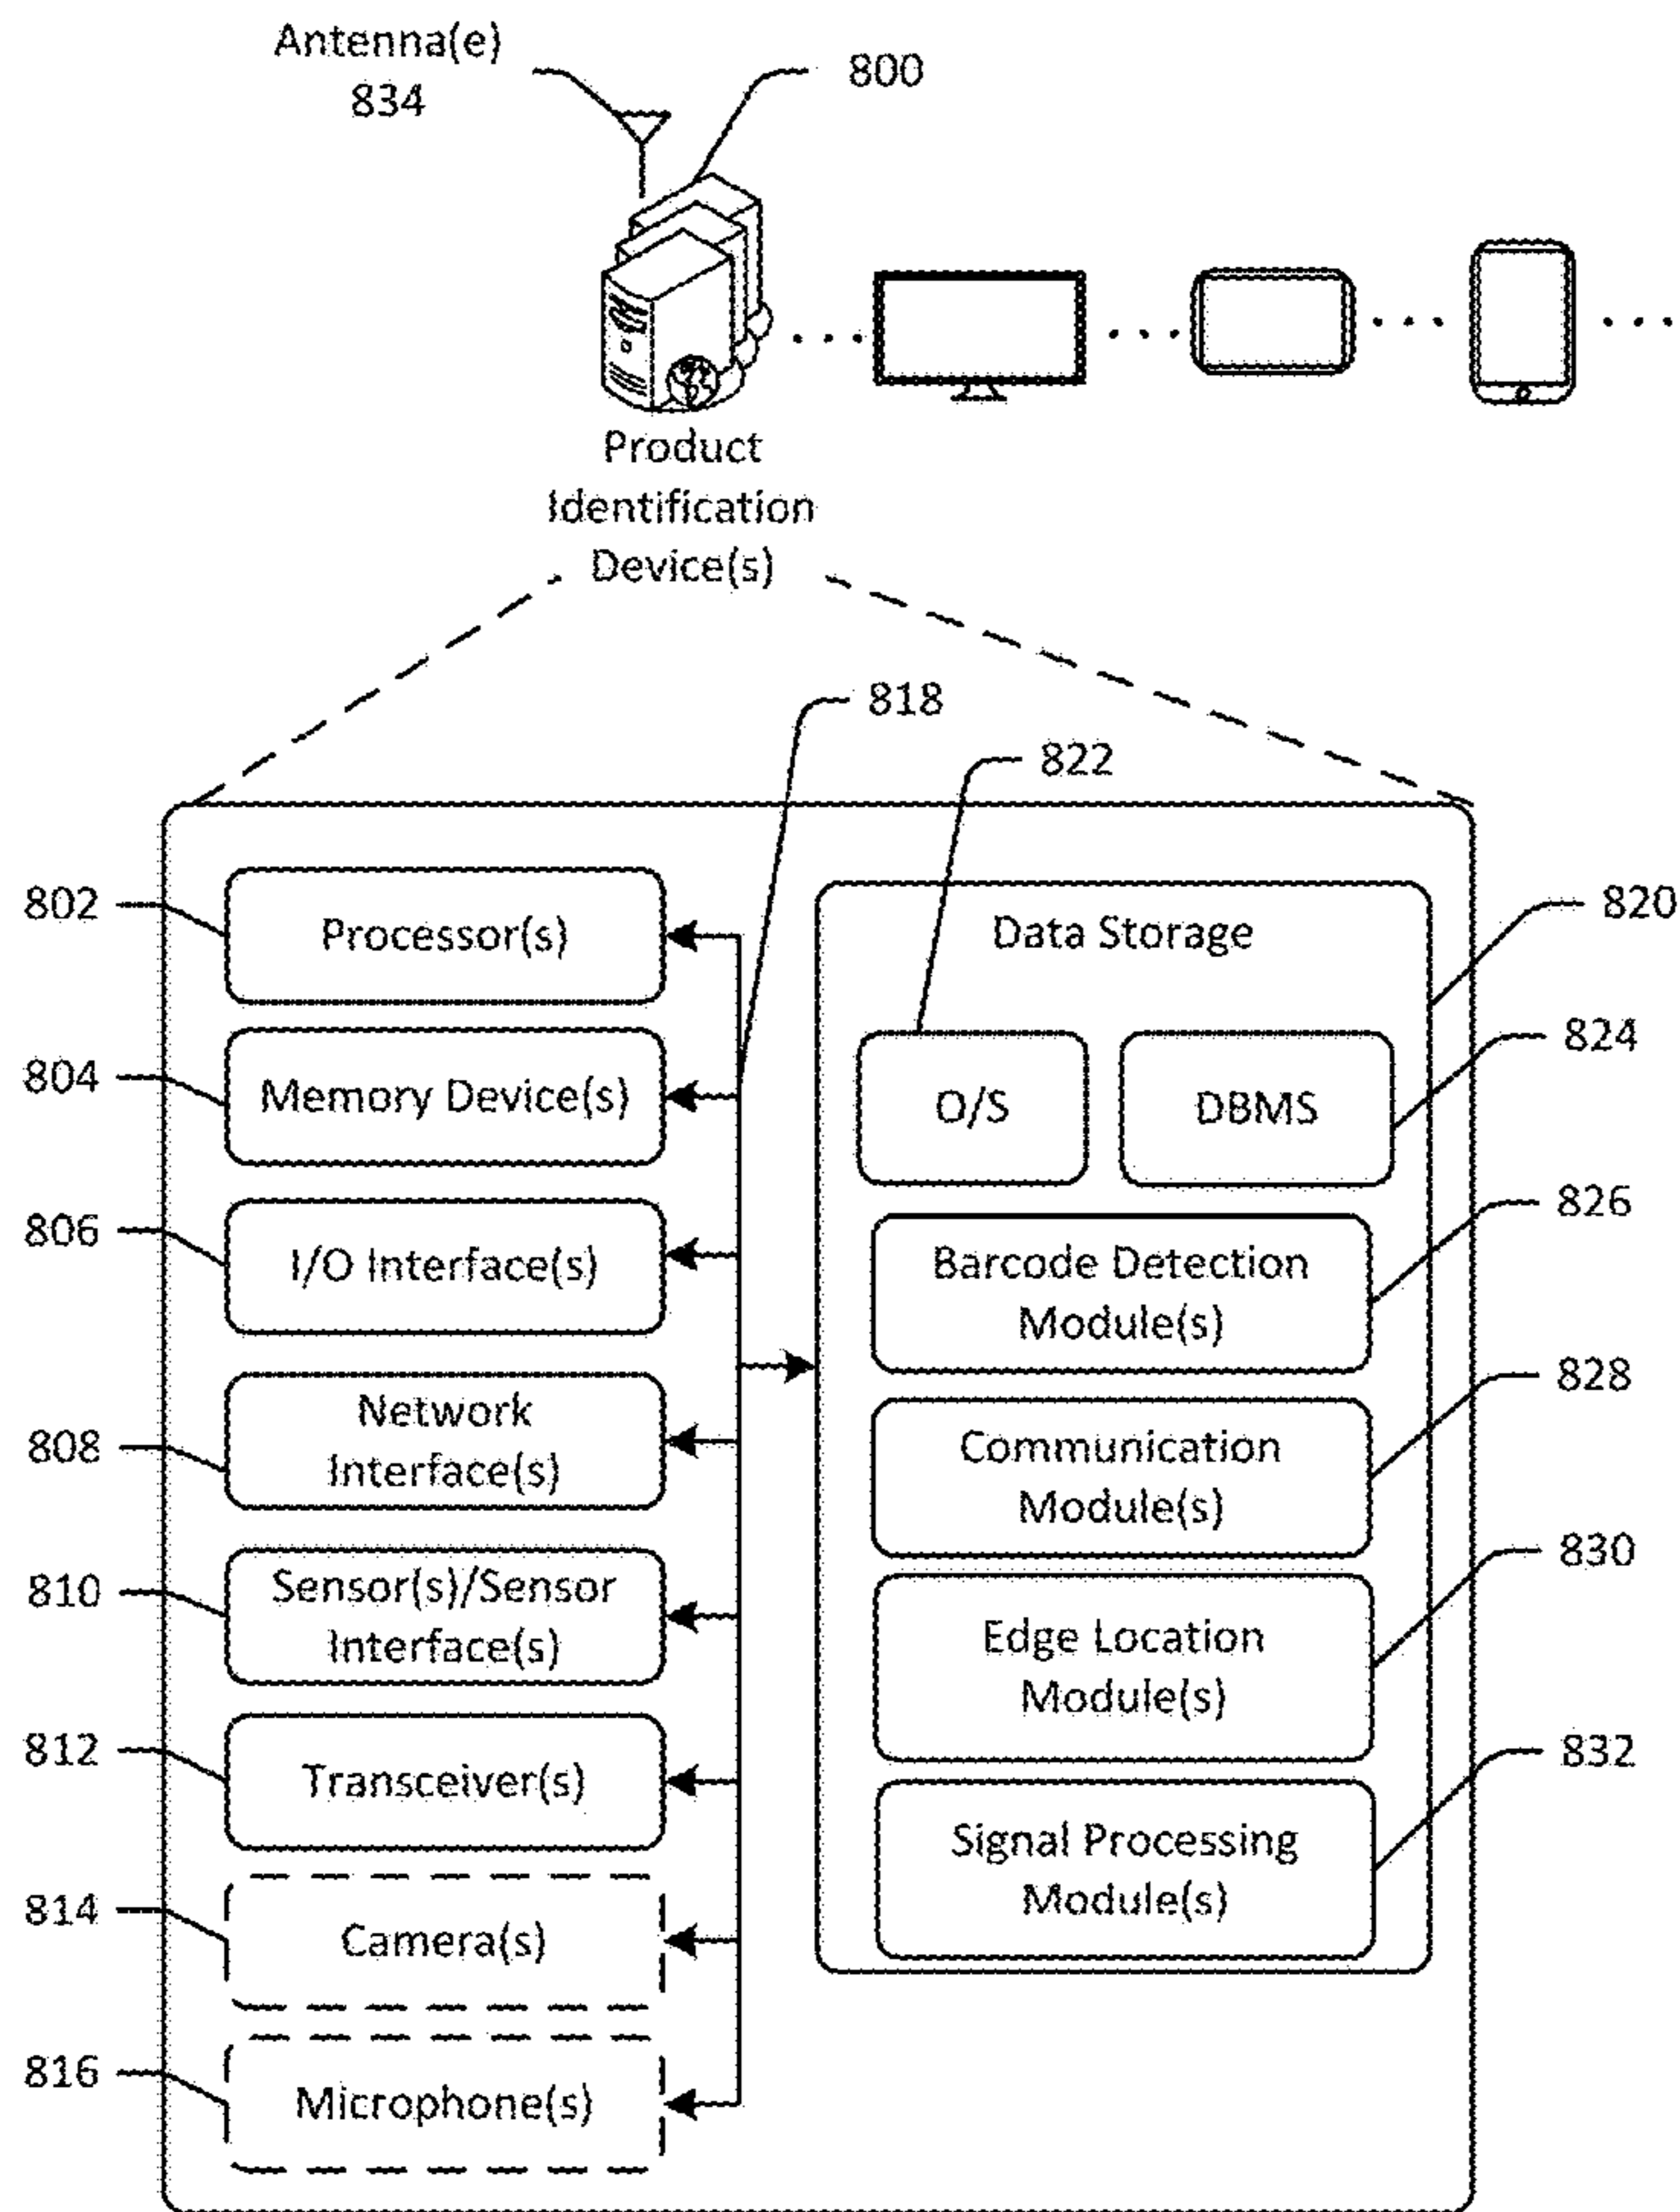 Antenna(e)
834
800
Product
Identification
Device(s)
818
822
802
Processor(s)
Data Storage
820
804
Memory Device(s)
O/S
DBMS
824
806
I/O Interface(s)
Barcode Detection
Module(s)
826
808
Network
Interface(s)
Communication
Module(s)
828
810
Sensor(s)/Sensor
Interface(s)
Edge Location
Module(s)
830
812
Transceiver(s)
Signal Processing
Module(s)
832
814
Camera(s)
816
Microphone(s)